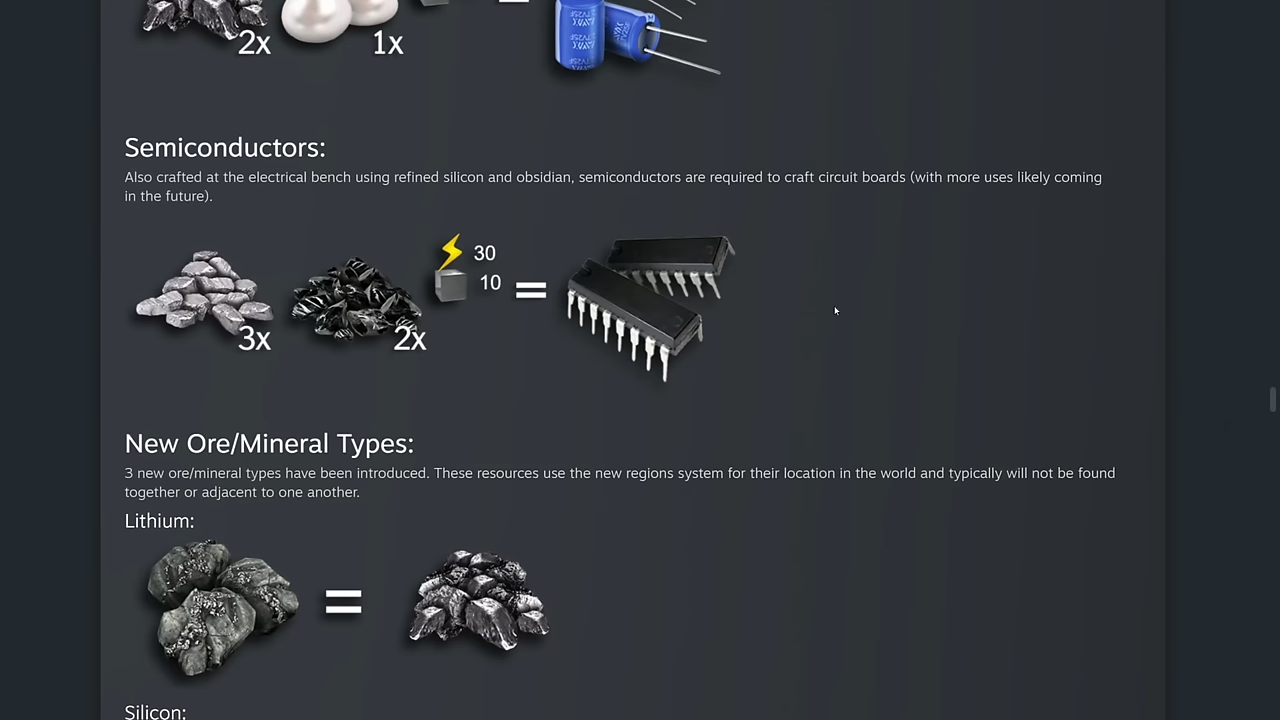 2x 1x
Semiconductors:
Also crafted at the electrical bench using refined silicon and obsidian, semiconductors are required to craft circuit boards (with more uses likely coming
in the future).
30
10
3x 2x
New Ore/Mineral Types:
3 new ore/mineral types have been introduced. These resources use the new regions system for their location in the world and typically will not be found
together or adjacent to one another.
Lithium:
Silicon: